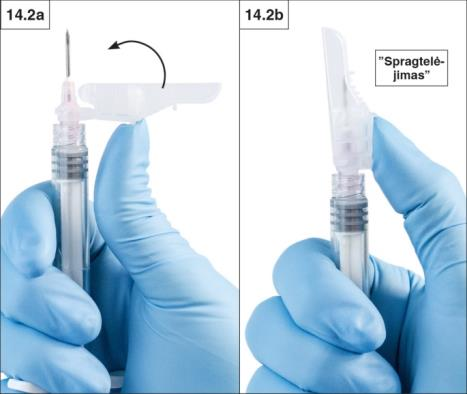 14.2a
14.2b
”Spragtelė-
jimas”